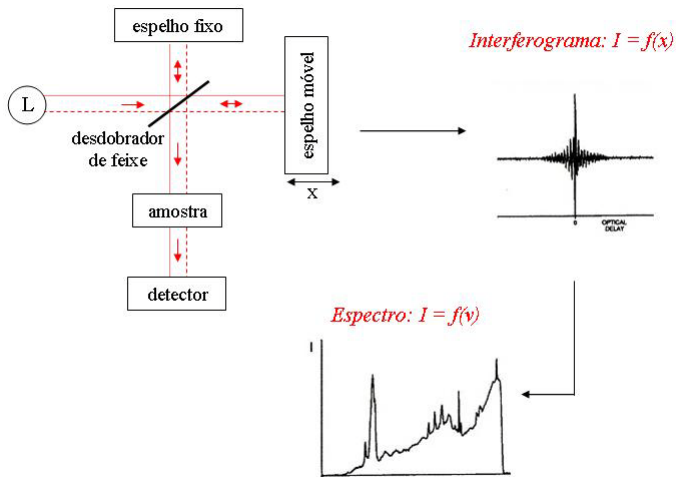 espelho fixo
Interferograma: I = f(x)
L
espelho móvel
desdobrador
de feixe
X
amostra
0 OPTICAL
DELAY
detector
Espectro: I = f(v)
I